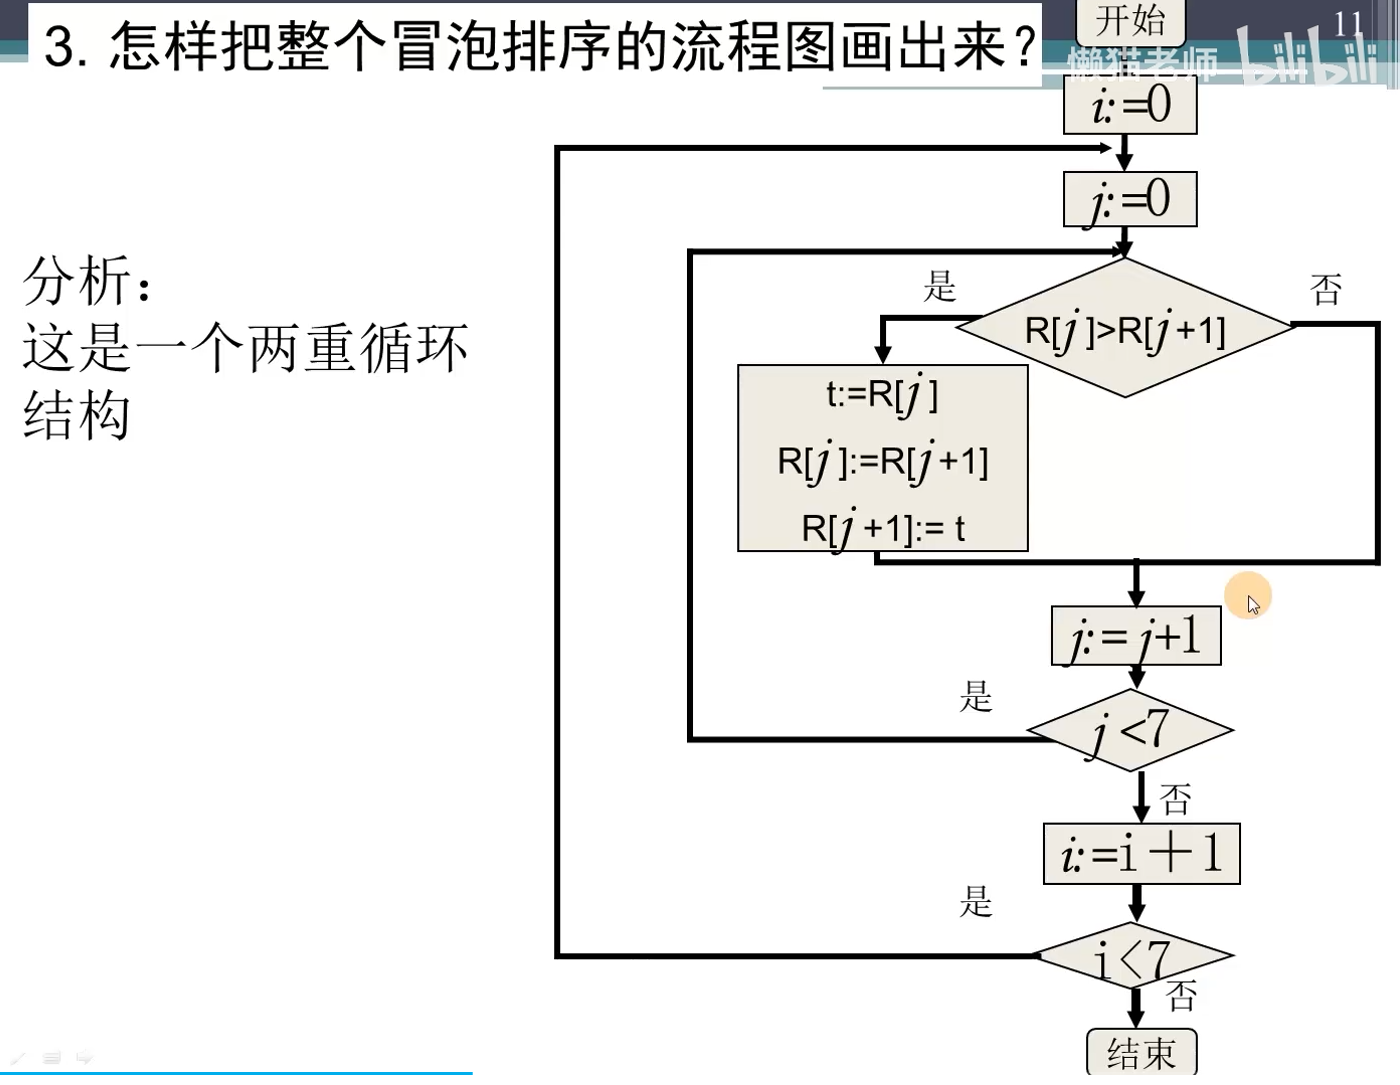 3. 怎样把整个冒泡排序的流程图画出来?
开始
11
懒猫老师 bilibili
i:=0
j:=0
分析：
这是一个两重循环
结构
是
否
R[j]>R[j+1]
t:=R[j]
R[j]:=R[j+1]
R[j+1]:= t
j:= j+1
是
j<7
否
i:=i＋1
是
i<7
否
结束